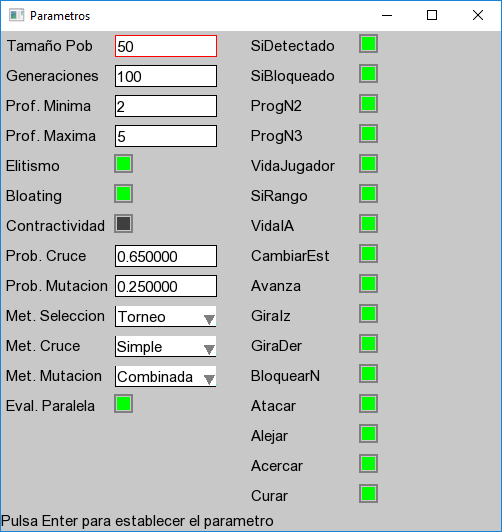 Parametros
Tamaño Pob 50 SiDetectado
Generaciones 100 SiBloqueado
Prof. Minima 2 ProgN2
Prof. Maxima 5 ProgN3
Elitismo VidaJugador
Bloating SiRango
Contractividad VidaIA
Prob. Cruce 0.650000 CambiarEst
Prob. Mutacion 0.250000 Avanza
Met. Seleccion Torneo GiraIz
Met. Cruce Simple GiraDer
Met. Mutacion Combinada BloquearN
Eval. Paralela Atacar
Alejar
Acercar
Curar
Pulsa Enter para establecer el parametro